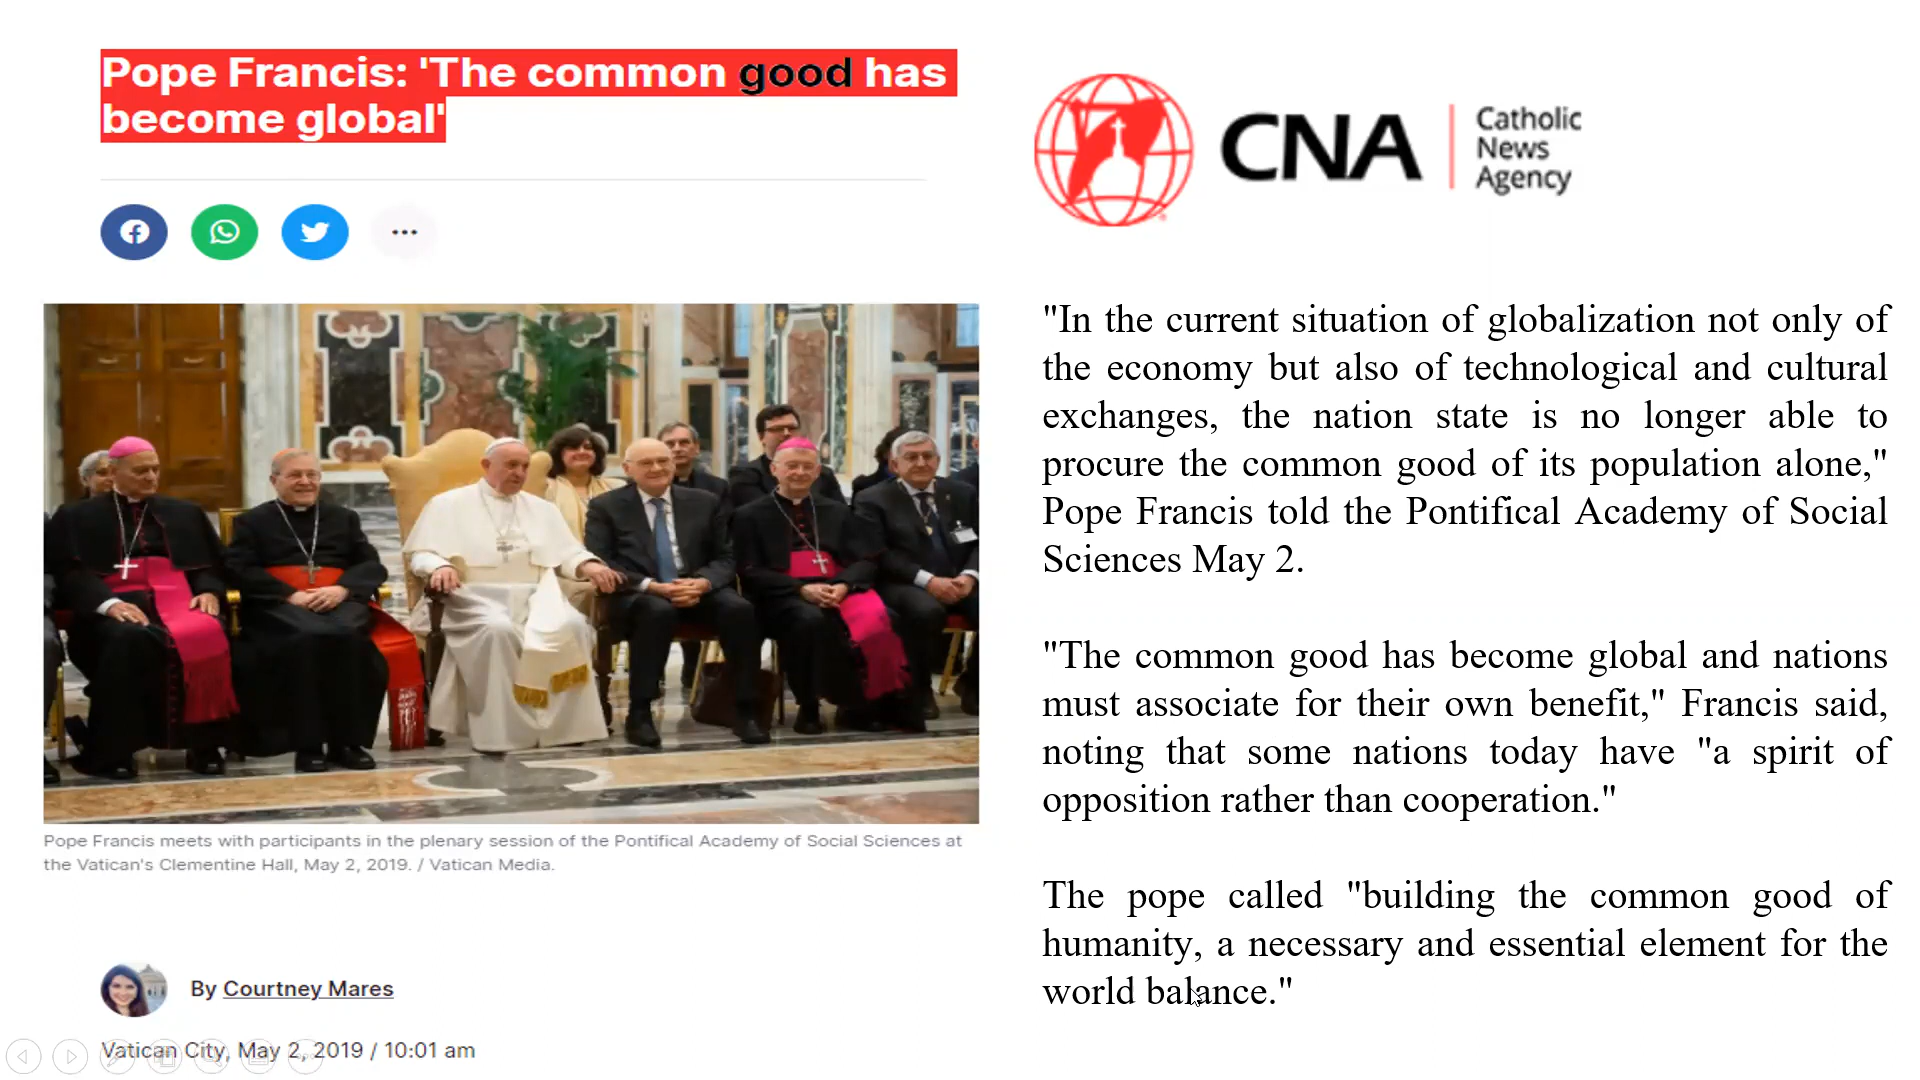 Pope Francis: 'The common good has
become global'
CNA
Catholic
News
Agency
"In the current situation of globalization not only of
the economy but also of technological and cultural
exchanges, the nation state is no longer able to
procure the common good of its population alone,"
Pope Francis told the Pontifical Academy of Social
Sciences May 2.
"The common good has become global and nations
must associate for their own benefit," Francis said,
noting that some nations today have "a spirit of
opposition rather than cooperation."
The pope called "building the common good of
humanity, a necessary and essential element for the
world balance."
Pope Francis meets with participants in the plenary session of the Pontifical Academy of Social Sciences at
the Vatican's Clementine Hall, May 2, 2019. / Vatican Media.
By Courtney Mares
Vatican City, May 2, 2019 / 10:01 am